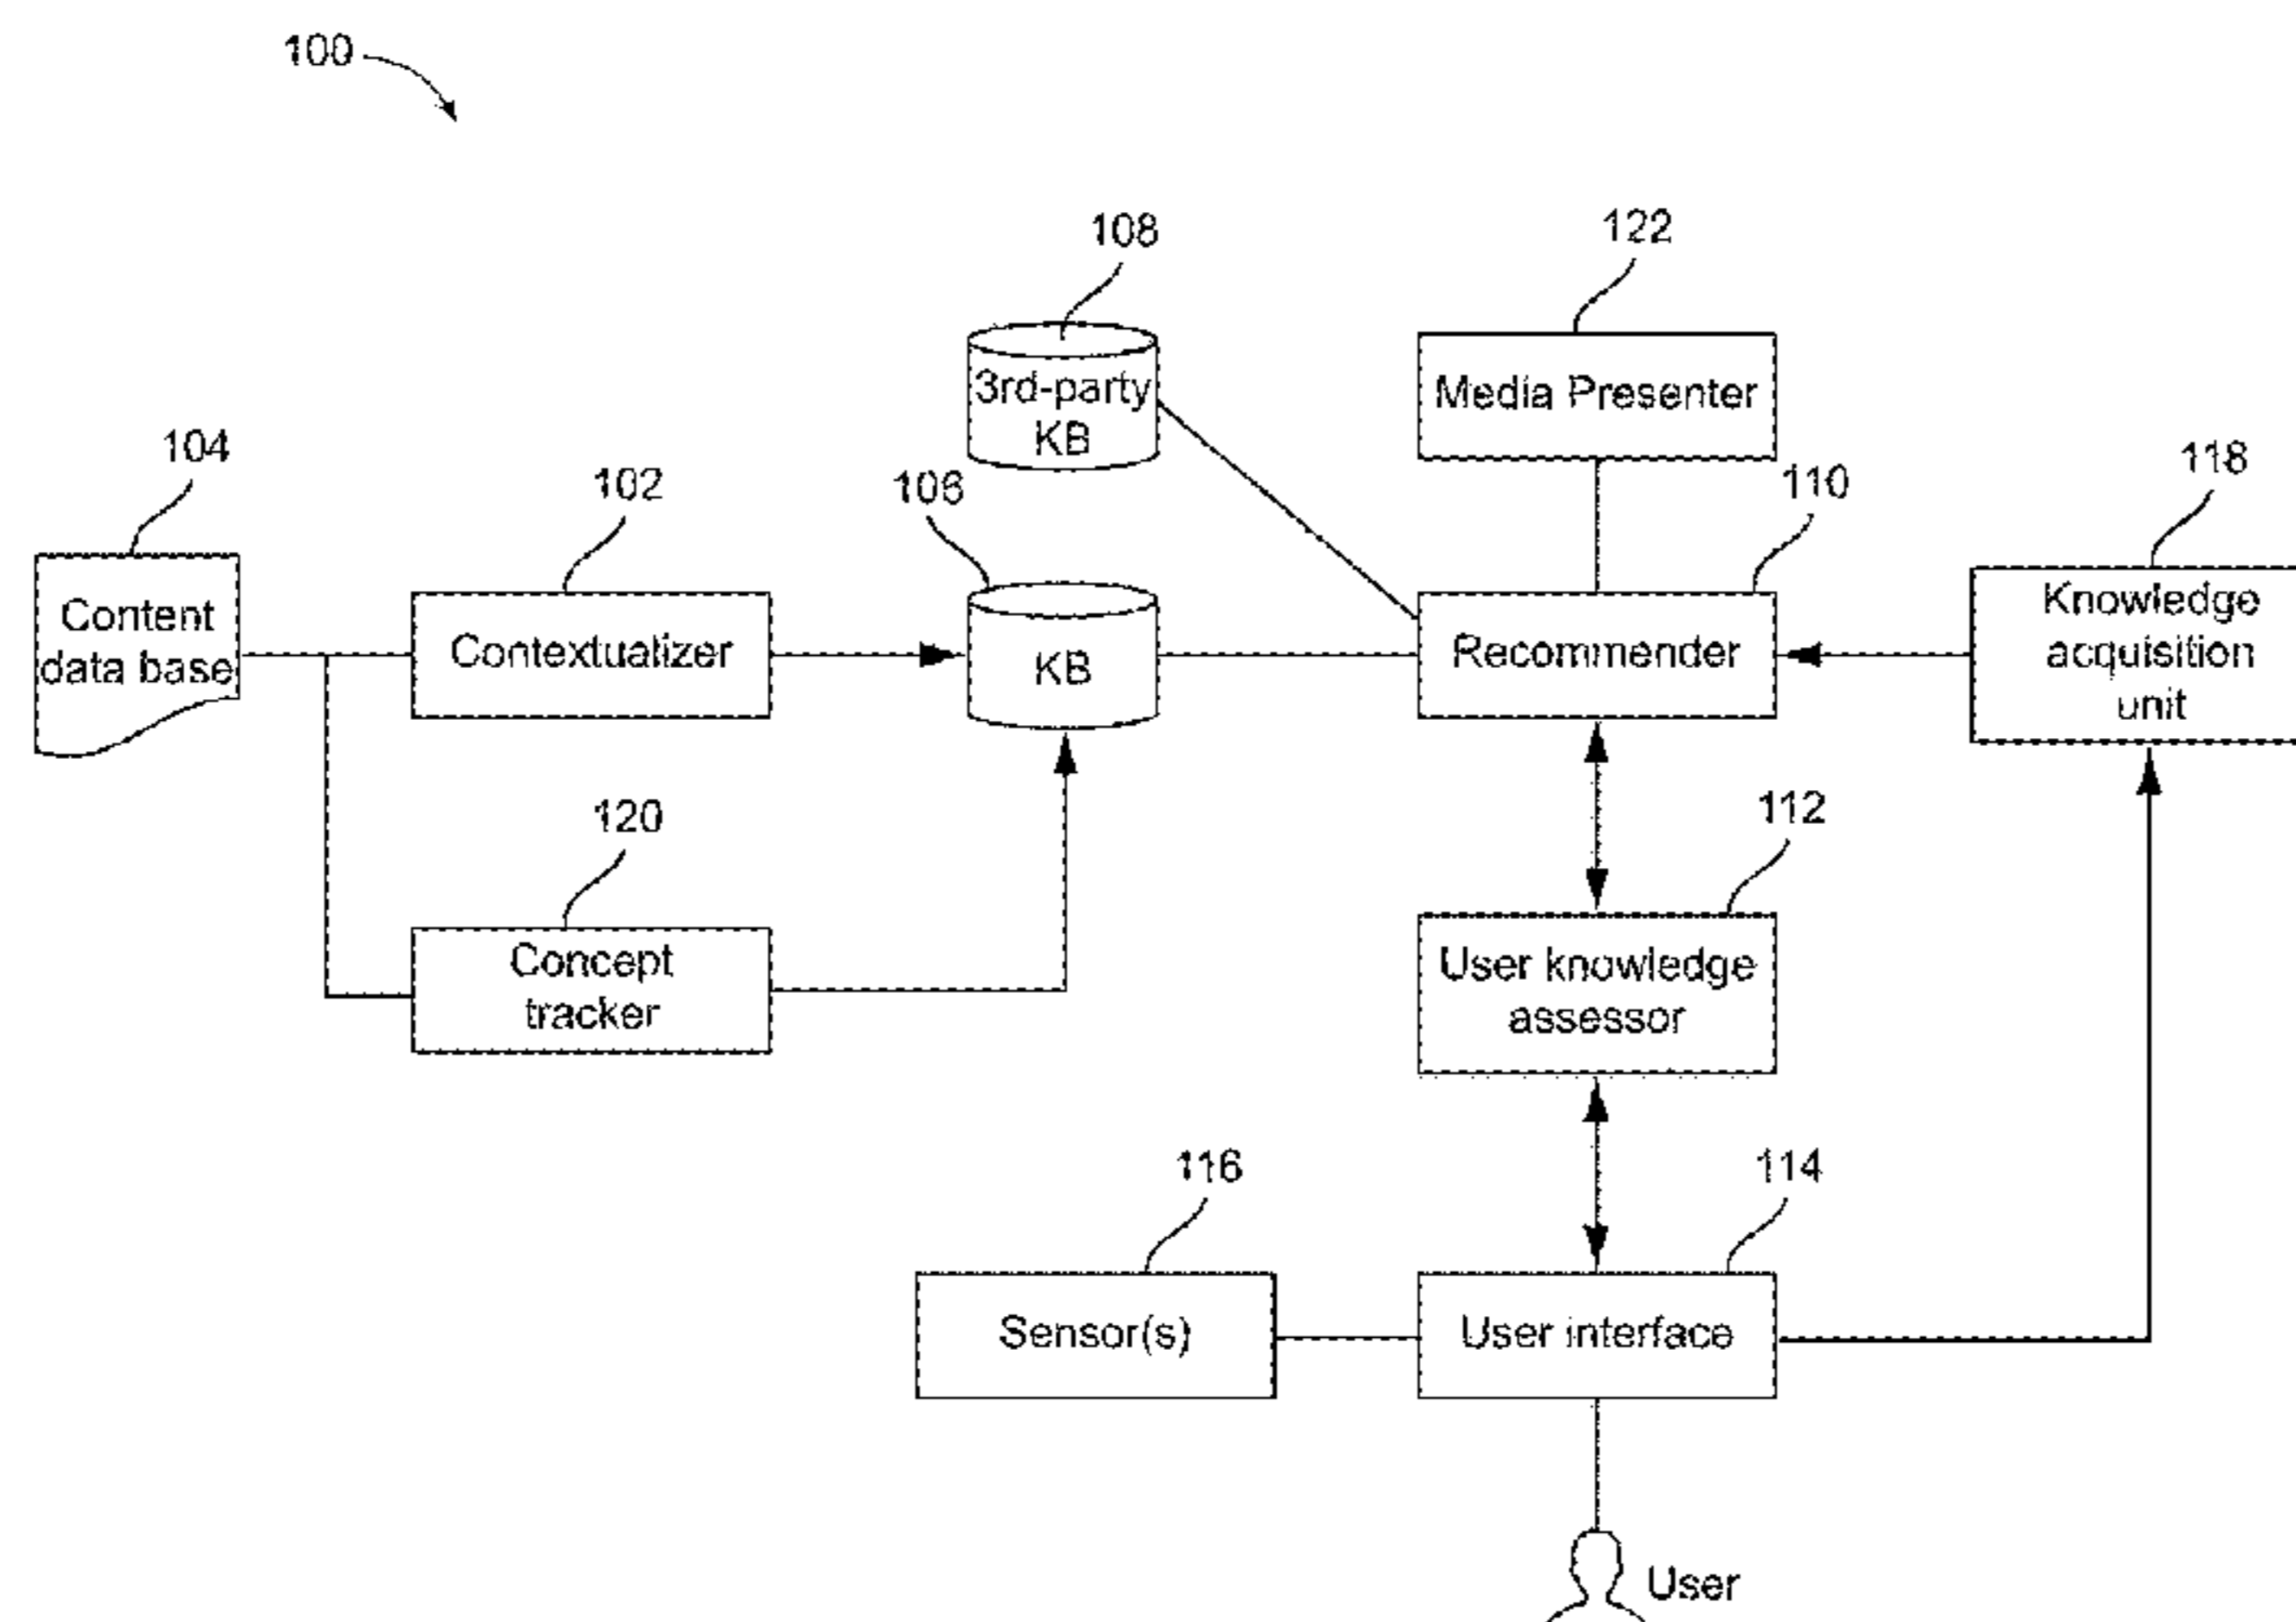 100
108
122
3rd-party
KB
Media Presenter
104
102
106
110
118
Content
data base
Contextualizer
KB
Recommender
Knowledge
acquisition
unit
120
112
Concept
tracker
User knowledge
assessor
116
114
Sensor(s)
User interface
User